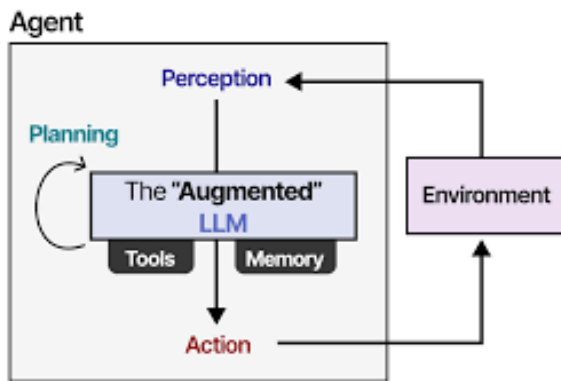 Agent
Perception
Planning
The "Augmented"
LLM
Tools
Memory
Environment
Action